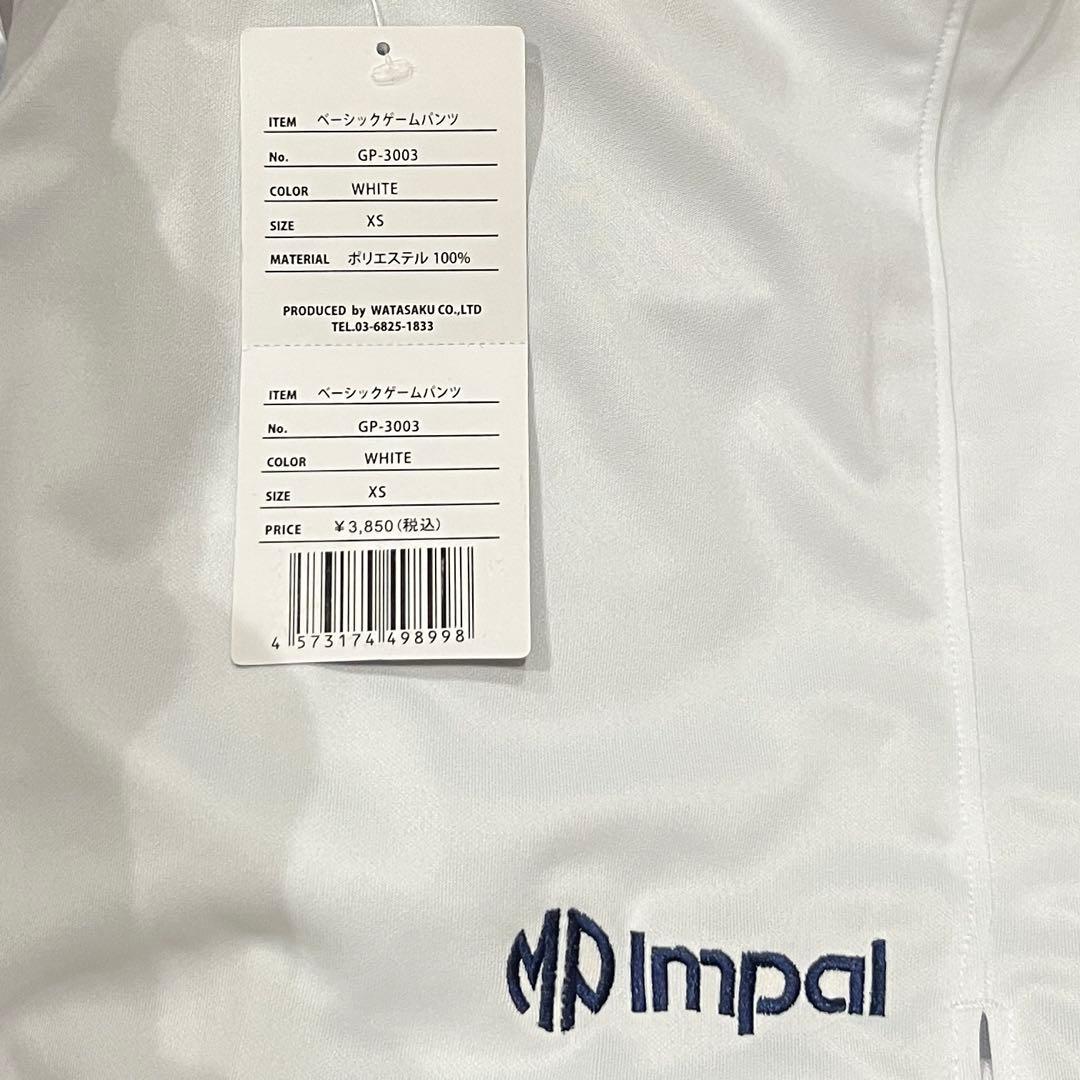 ITEM ベーシックゲームパンツ
No. GP-3003
COLOR WHITE
SIZE XS
MATERIAL ポリエステル 100%
PRODUCED by WATASAKU CO.,LTD
TEL.03-6825-1833
ITEM ベーシックゲームパンツ
No. GP-3003
COLOR WHITE
SIZE XS
PRICE ¥3,850(税込)
4 573174 498998
MP Impal